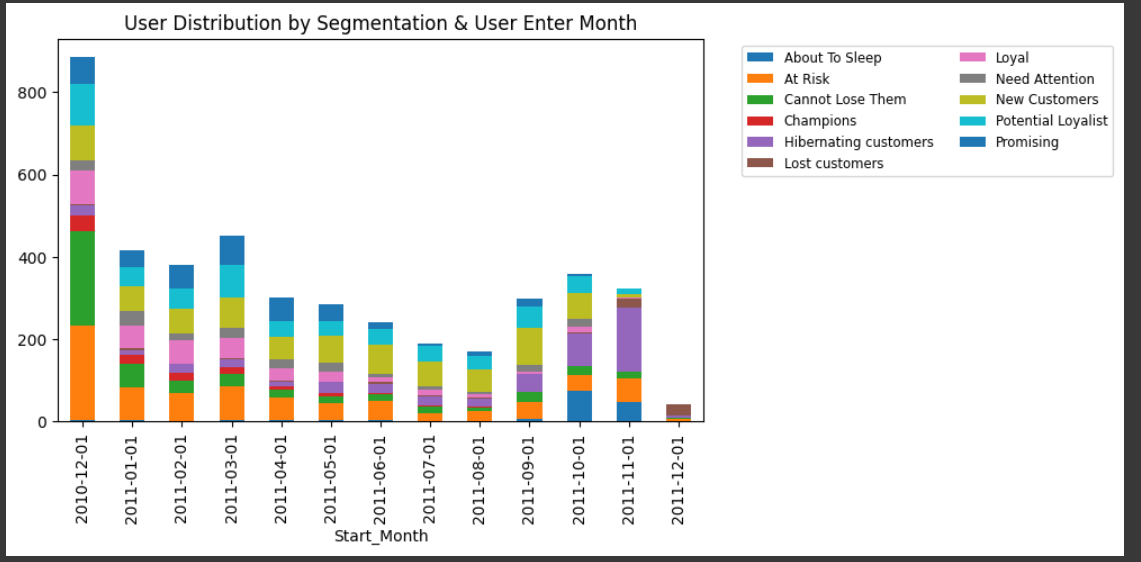 User Distribution by Segmentation & User Enter Month
800
600
400
200
0
2010-12-01
2011-01-01
2011-02-01
2011-03-01
2011-04-01
2011-05-01
2011-06-01
2011-07-01
2011-08-01
2011-09-01
2011-10-01
2011-11-01
2011-12-01
Start_Month
About To Sleep
At Risk
Cannot Lose Them
Champions
Hibernating customers
Lost customers
Loyal
Need Attention
New Customers
Potential Loyalist
Promising